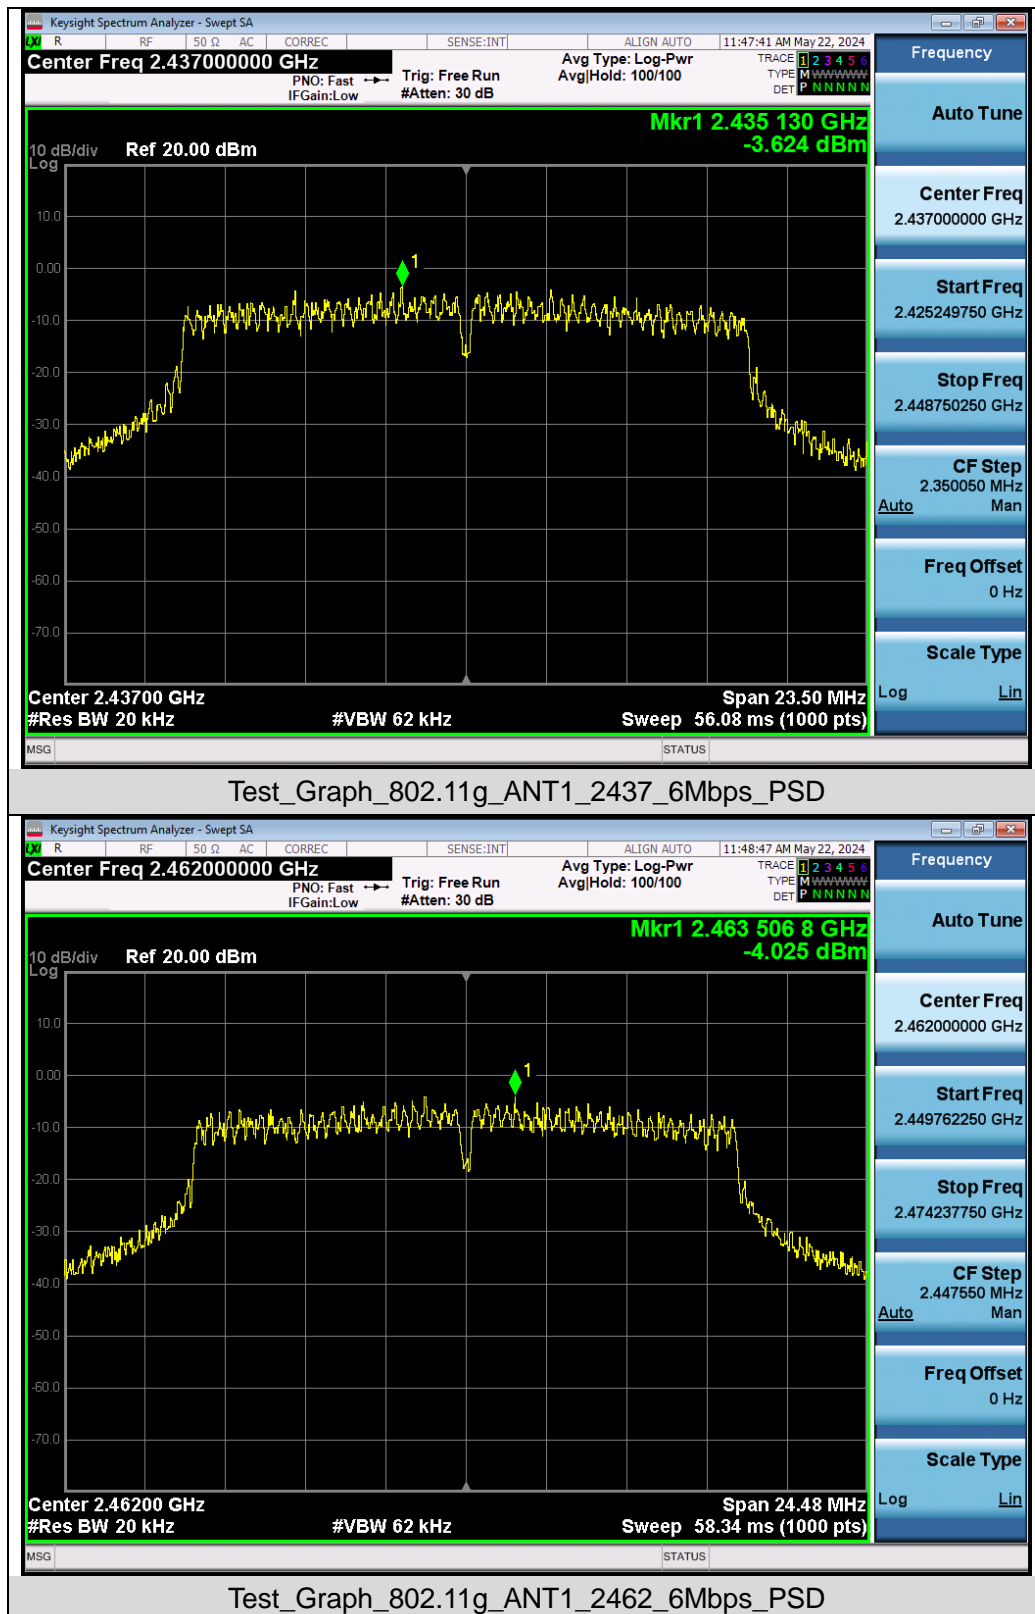 Keysight Spectrum Analyzer - Swept SA
LXI R RF 50 Ω AC CORREC SENSE:INT ALIGN AUTO 11:47:41 AM May 22, 2024
Center Freq 2.437000000 GHz
PNO: Fast
IFGain:Low
Trig: Free Run
#Atten: 30 dB
Avg Type: Log-Pwr
Avg|Hold: 100/100
TRACE 1 2 3 4 5 6
TYPE M WWWWW
DET P N N N N N
Mkr1 2.435 130 GHz
-3.624 dBm
10 dB/div Ref 20.00 dBm
Log
10.0
0.00
-10.0
-20.0
-30.0
-40.0
-50.0
-60.0
-70.0
1
Center 2.43700 GHz Span 23.50 MHz
#Res BW 20 kHz #VBW 62 kHz Sweep 56.08 ms (1000 pts)
MSG STATUS
Frequency
Auto Tune
Center Freq
2.437000000 GHz
Start Freq
2.425249750 GHz
Stop Freq
2.448750250 GHz
CF Step
2.350050 MHz
Auto Man
Freq Offset
0 Hz
Scale Type
Log Lin
Test_Graph_802.11g_ANT1_2437_6Mbps_PSD
Keysight Spectrum Analyzer - Swept SA
LXI R RF 50 Ω AC CORREC SENSE:INT ALIGN AUTO 11:48:47 AM May 22, 2024
Center Freq 2.462000000 GHz
PNO: Fast
IFGain:Low
Trig: Free Run
#Atten: 30 dB
Avg Type: Log-Pwr
Avg|Hold: 100/100
TRACE 1 2 3 4 5 6
TYPE M WWWWW
DET P N N N N N
Mkr1 2.463 506 8 GHz
-4.025 dBm
10 dB/div Ref 20.00 dBm
Log
10.0
0.00
-10.0
-20.0
-30.0
-40.0
-50.0
-60.0
-70.0
1
Center 2.46200 GHz Span 24.48 MHz
#Res BW 20 kHz #VBW 62 kHz Sweep 58.34 ms (1000 pts)
MSG STATUS
Frequency
Auto Tune
Center Freq
2.462000000 GHz
Start Freq
2.449762250 GHz
Stop Freq
2.474237750 GHz
CF Step
2.447550 MHz
Auto Man
Freq Offset
0 Hz
Scale Type
Log Lin
Test_Graph_802.11g_ANT1_2462_6Mbps_PSD